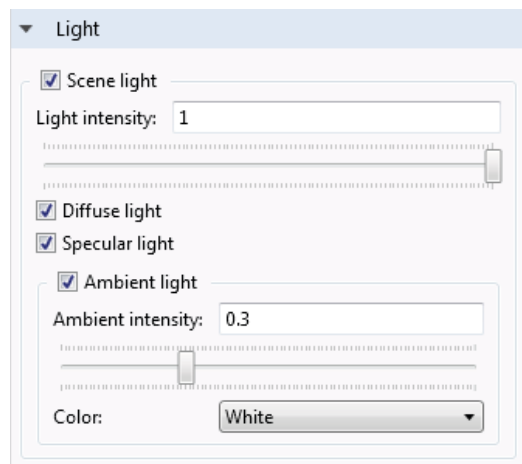 Light
Scene light
Light intensity: 1
Diffuse light
Specular light
Ambient light
Ambient intensity: 0.3
Color: White